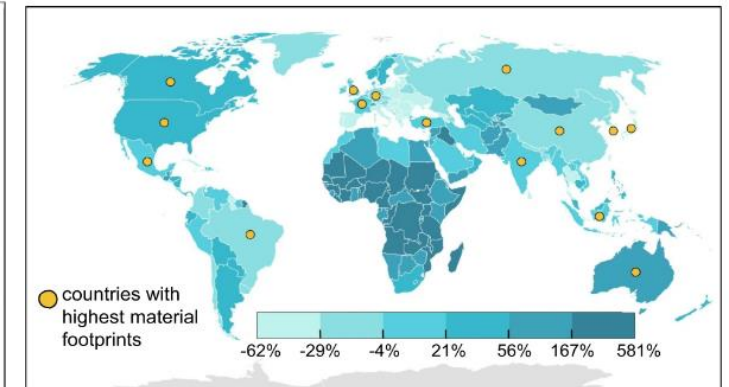 countries with
highest material
footprints
-62% -29% -4% 21% 56% 167% 581%